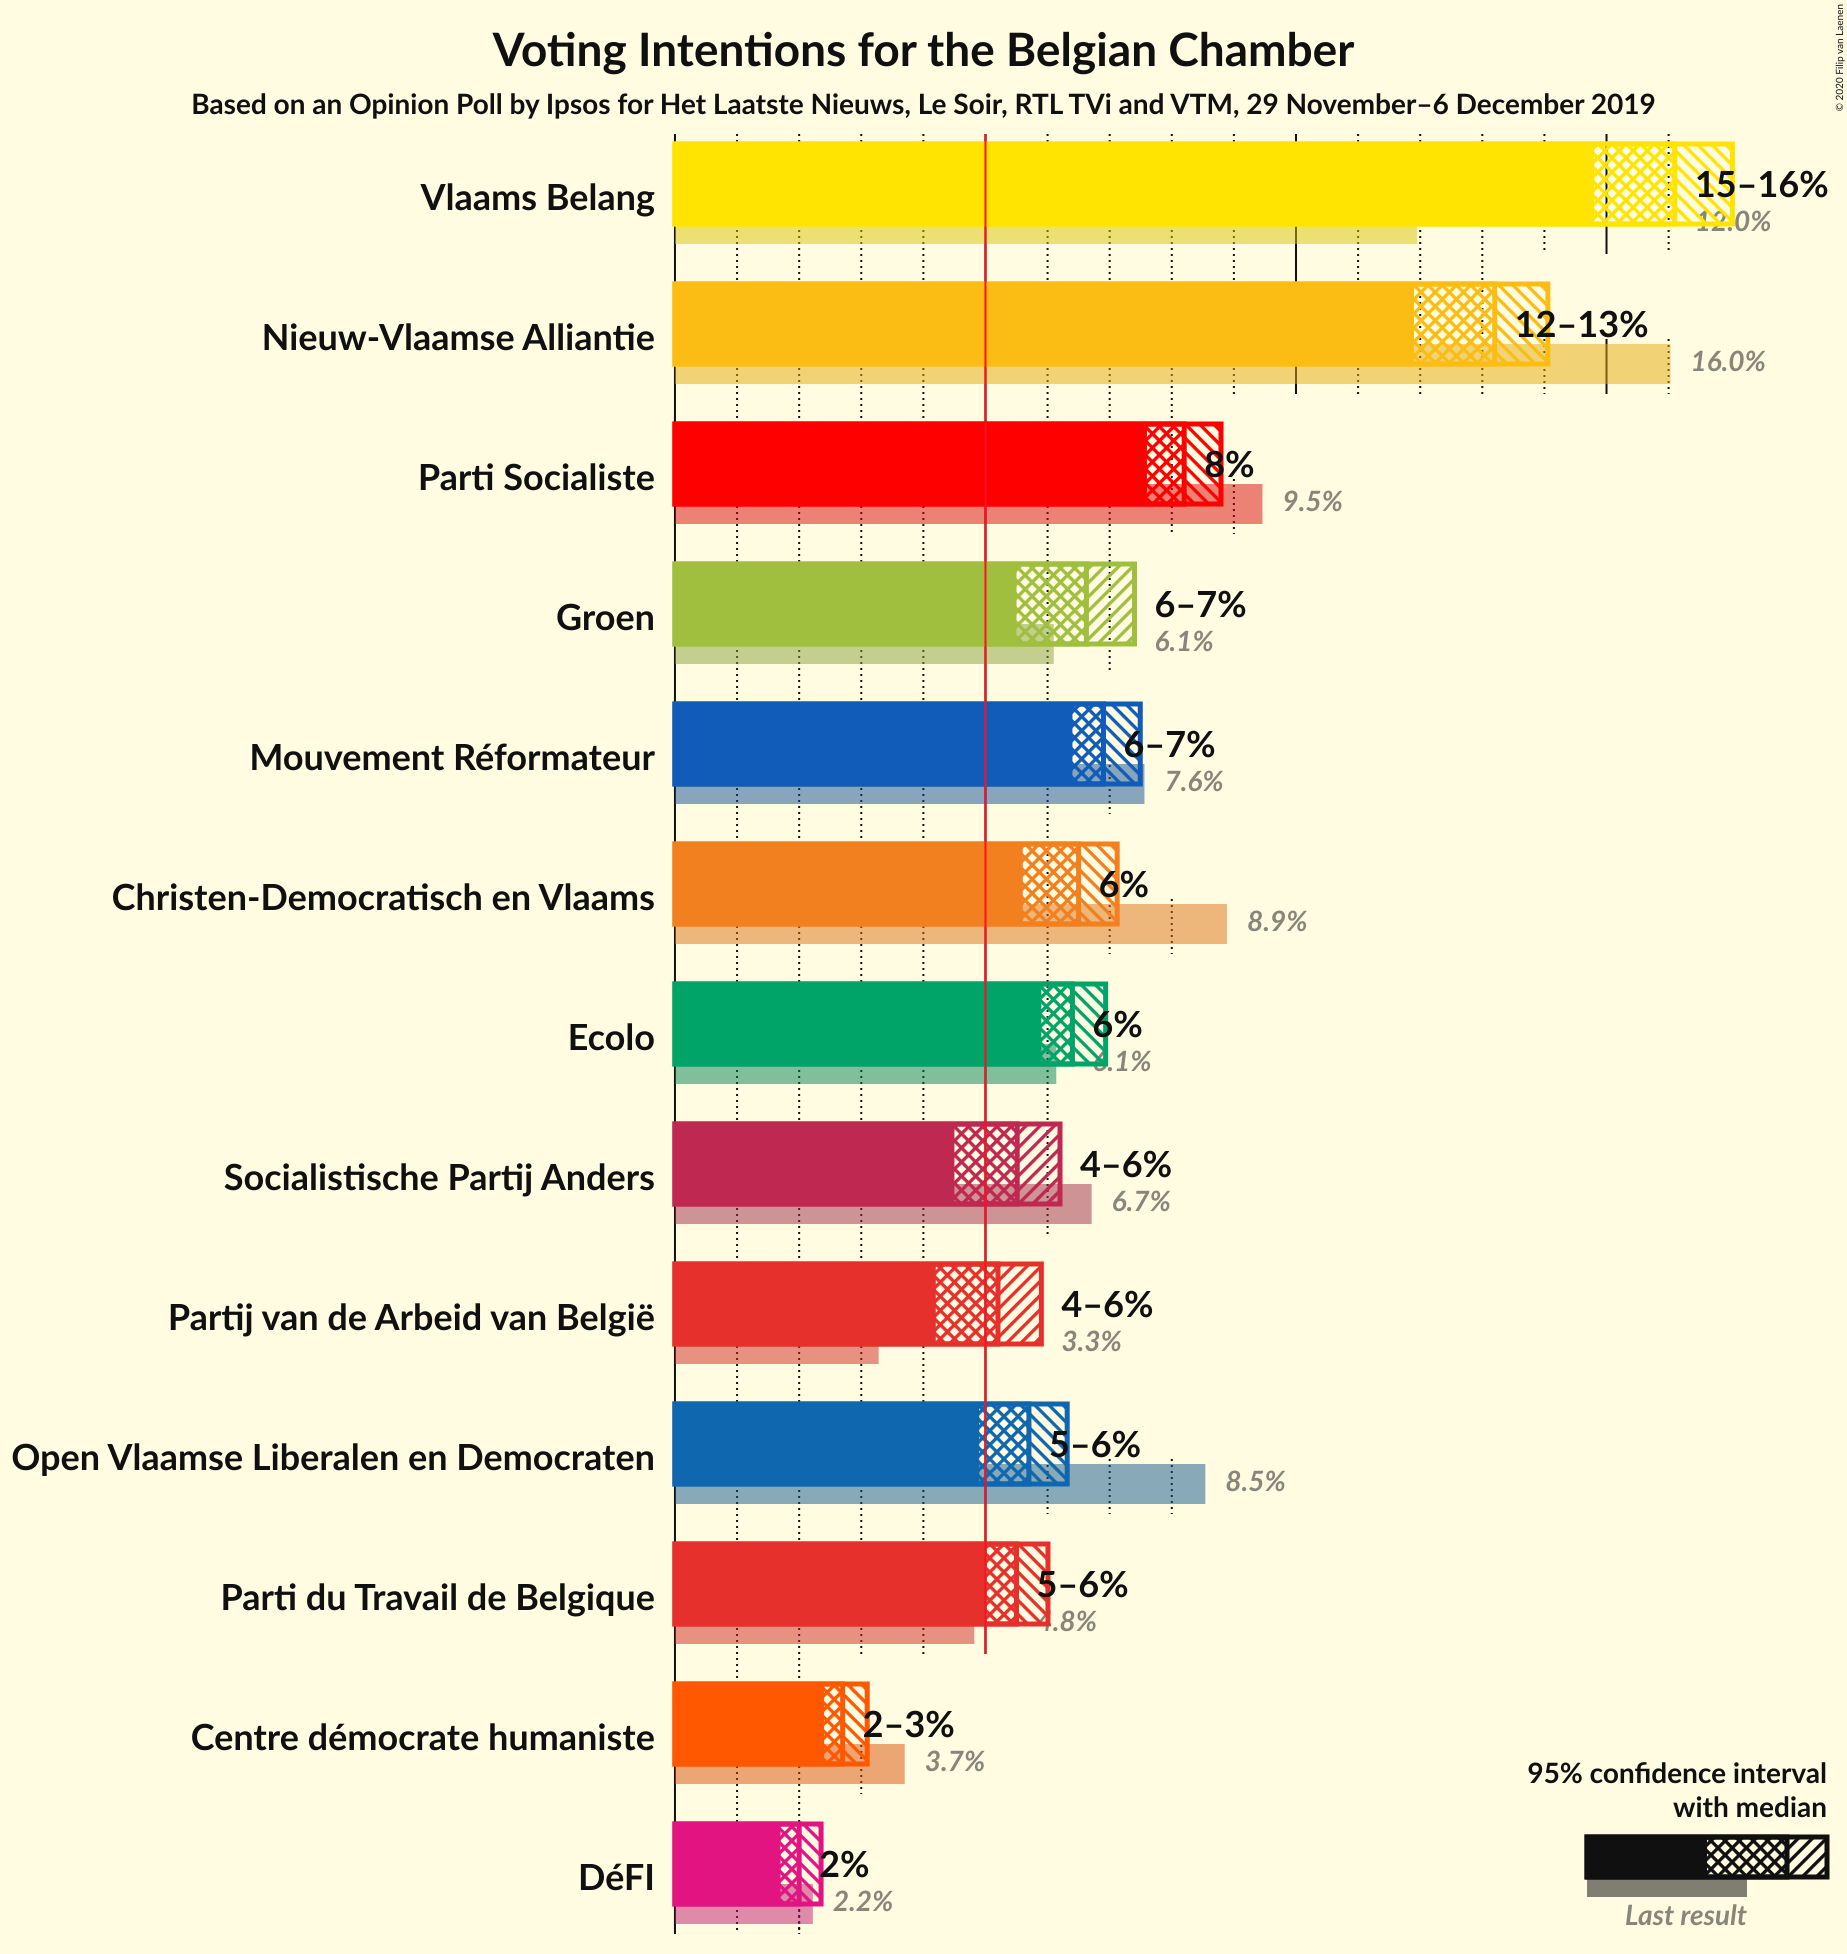 Voting Intentions for the Belgian Chamber
Based on an Opinion Poll by Ipsos for Het Laatste Nieuws, Le Soir, RTL TVi and VTM, 29 November–6 December 2019
© 2020 Filip van Laenen
Vlaams Belang
15–16%
12.0%
Nieuw-Vlaamse Alliantie
12–13%
16.0%
Parti Socialiste
8%
9.5%
Groen
6–7%
6.1%
Mouvement Réformateur
6–7%
7.6%
Christen-Democratisch en Vlaams
6%
8.9%
Ecolo
6%
6.1%
Socialistische Partij Anders
4–6%
6.7%
Partij van de Arbeid van België
4–6%
3.3%
Open Vlaamse Liberalen en Democraten
5–6%
8.5%
Parti du Travail de Belgique
5–6%
4.8%
Centre démocrate humaniste
2–3%
3.7%
DéFI
2%
2.2%
95% confidence interval
with median
Last result